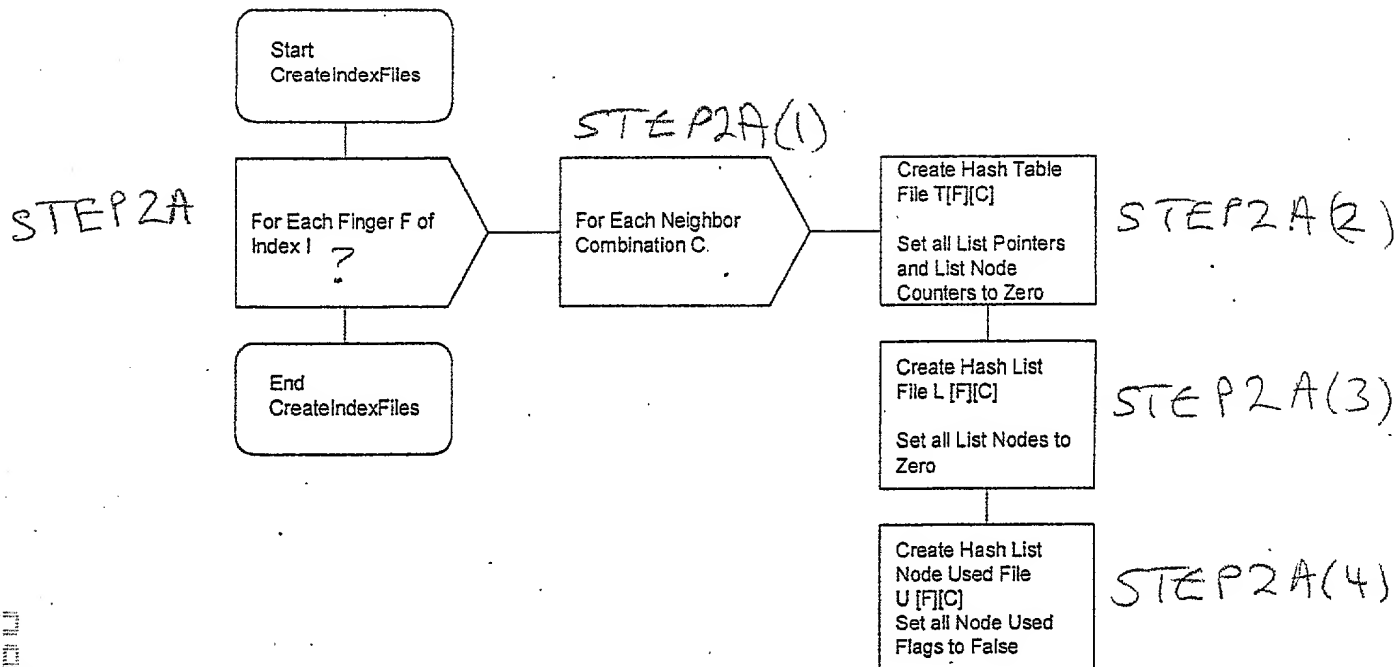 Start
CreateIndexFiles
STEP2A(1)
STEP2A
For Each Finger F of
Index I
?
For Each Neighbor
Combination C.
Create Hash Table
File T[F][C]
Set all List Pointers
and List Node
Counters to Zero
STEP2A(2)
End
CreateIndexFiles
Create Hash List
File L [F][C]
Set all List Nodes to
Zero
STEP2A(3)
Create Hash List
Node Used File
U [F][C]
Set all Node Used
Flags to False
STEP2A(4)